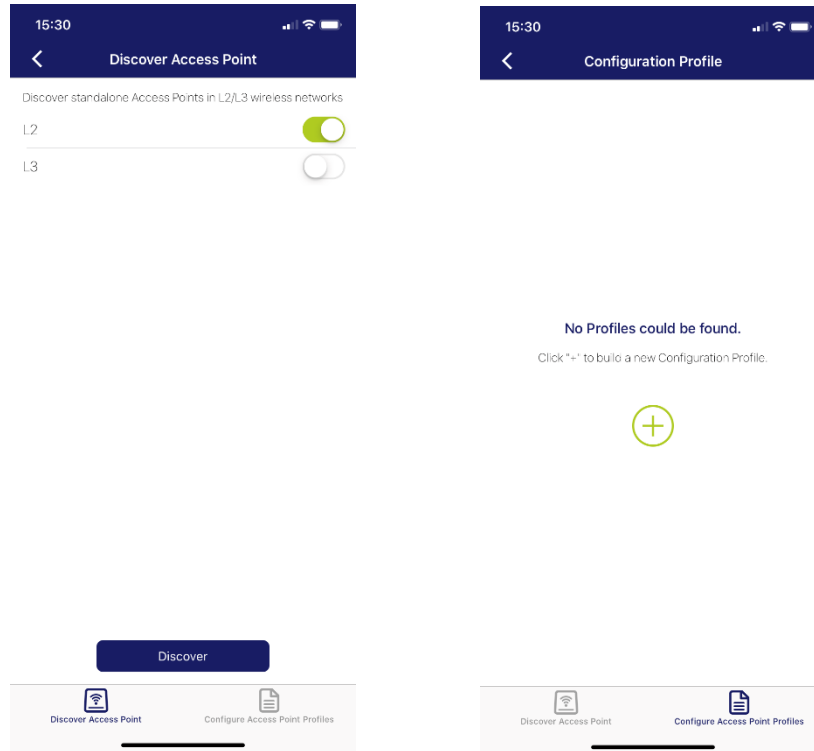 15:30
Discover Access Point
Discover standalone Access Points in L2/L3 wireless networks
L2
L3
Discover
Discover Access Point
Configure Access Point Profiles
15:30
Configuration Profile
No Profiles could be found.
Click "+" to build a new Configuration Profile.
Discover Access Point
Configure Access Point Profiles